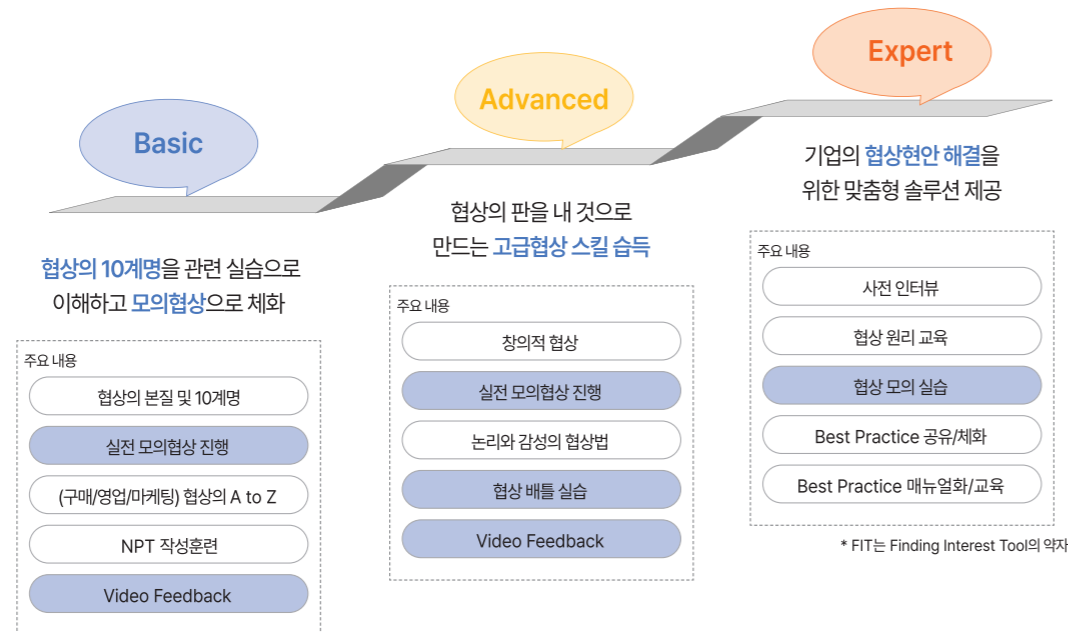 Basic
협상의 10계명을 관련 실습으로
이해하고 모의협상으로 체화
주요 내용
협상의 본질 및 10계명
실전 모의협상 진행
(구매/영업/마케팅) 협상의 A to Z
NPT 작성훈련
Video Feedback
Advanced
협상의 판을 내 것으로
만드는 고급협상 스킬 습득
주요 내용
창의적 협상
실전 모의협상 진행
논리와 감성의 협상법
협상 배틀 실습
Video Feedback
Expert
기업의 협상현안 해결을
위한 맞춤형 솔루션 제공
주요 내용
사전 인터뷰
협상 원리 교육
협상 모의 실습
Best Practice 공유/체화
Best Practice 매뉴얼화/교육
* FIT는 Finding Interest Tool의 약자